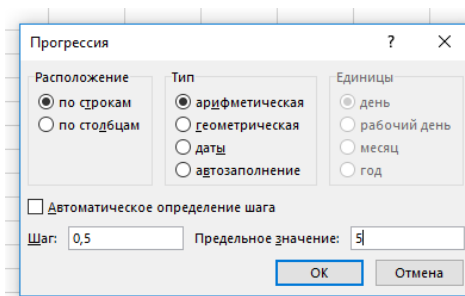 Прогрессия ? ×
Расположение Тип Единицы
по строкам арифметическая день
по столбцам геометрическая рабочий день
даты месяц
автозаполнение год
Автоматическое определение шага
Шаг: 0,5 Предельное значение: 5
ОК Отмена